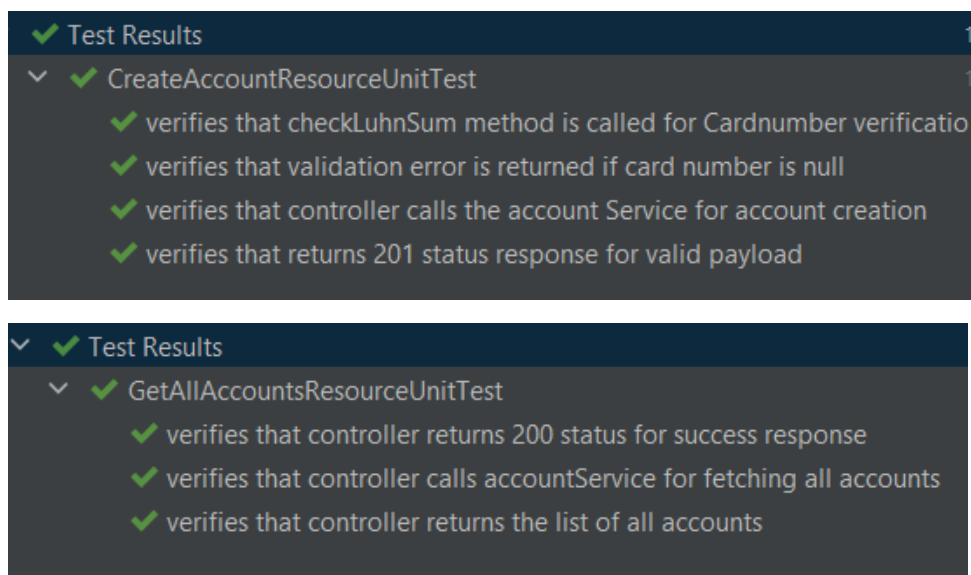 Test Results
CreateAccountResourceUnitTest
verifies that checkLuhnSum method is called for Cardnumber verificatio
verifies that validation error is returned if card number is null
verifies that controller calls the account Service for account creation
verifies that returns 201 status response for valid payload
Test Results
GetAllAccountsResourceUnitTest
verifies that controller returns 200 status for success response
verifies that controller calls accountService for fetching all accounts
verifies that controller returns the list of all accounts